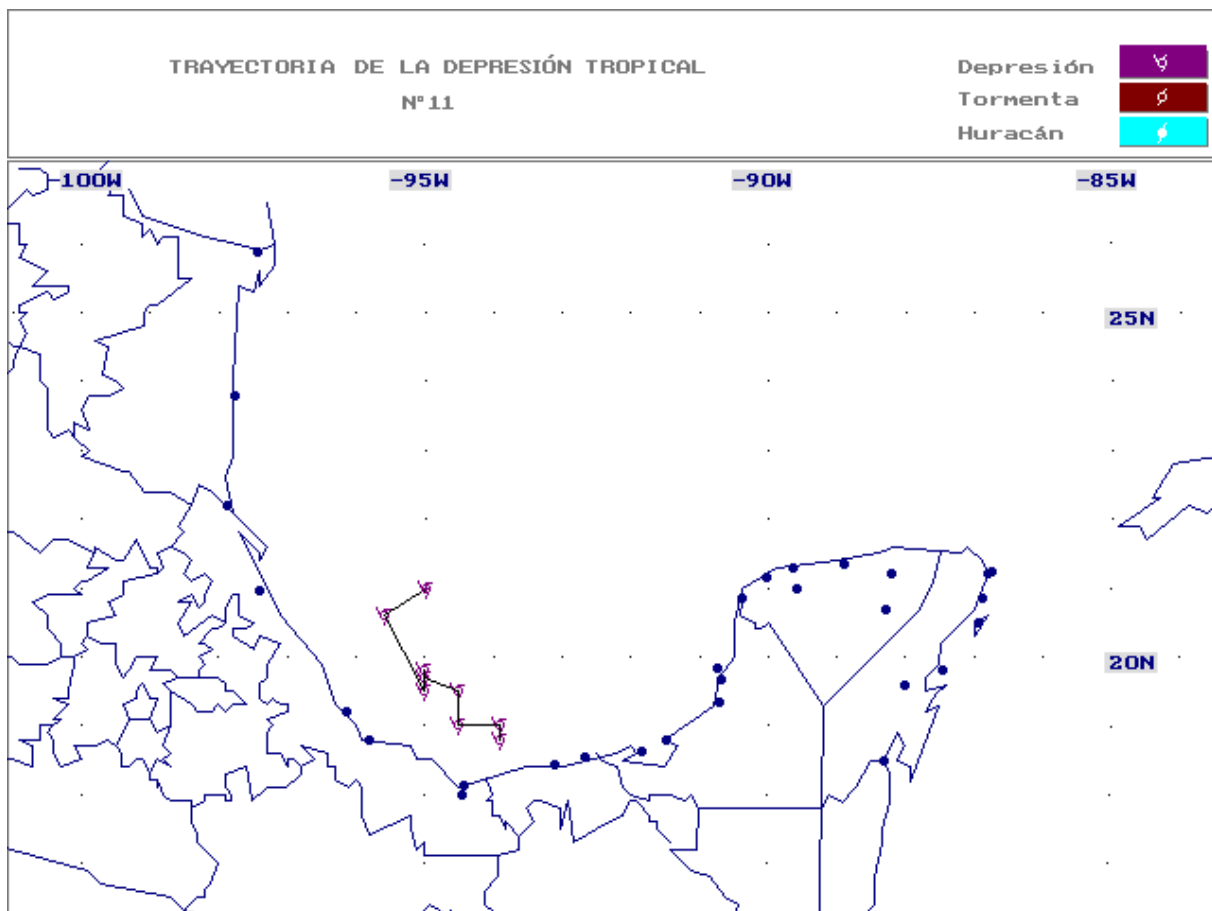 TRAYECTORIA DE LA DEPRESIÓN TROPICAL
Nº11
Depresión
Tormenta
Huracán
-100W
-95W
-90W
-85W
25N
20N